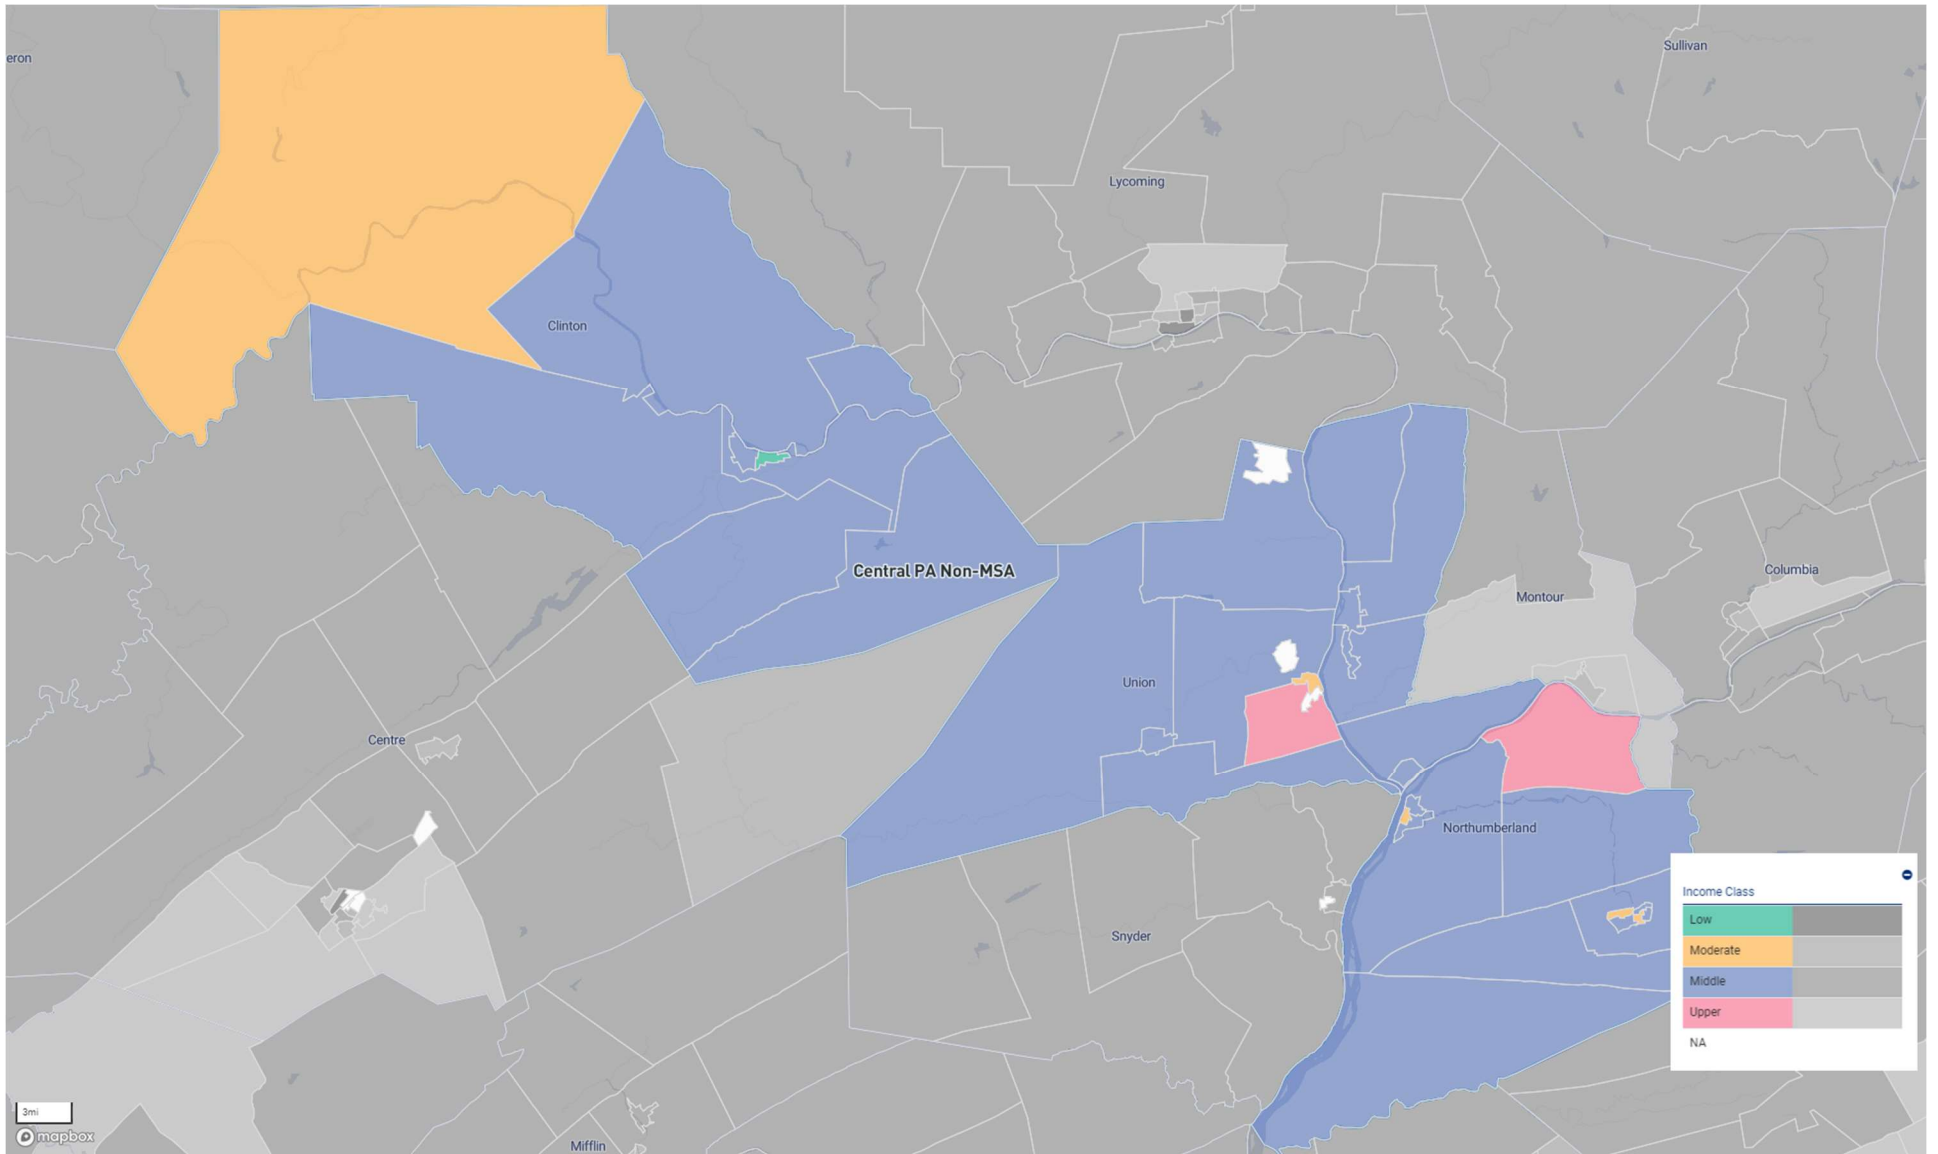 eron
Sullivan
Lycoming
Clinton
Central PA Non-MSA
Columbia
Montour
Union
Centre
Northumberland
Snyder
Mifflin
Income Class
Low
Moderate
Middle
Upper
NA
3mi
mapbox